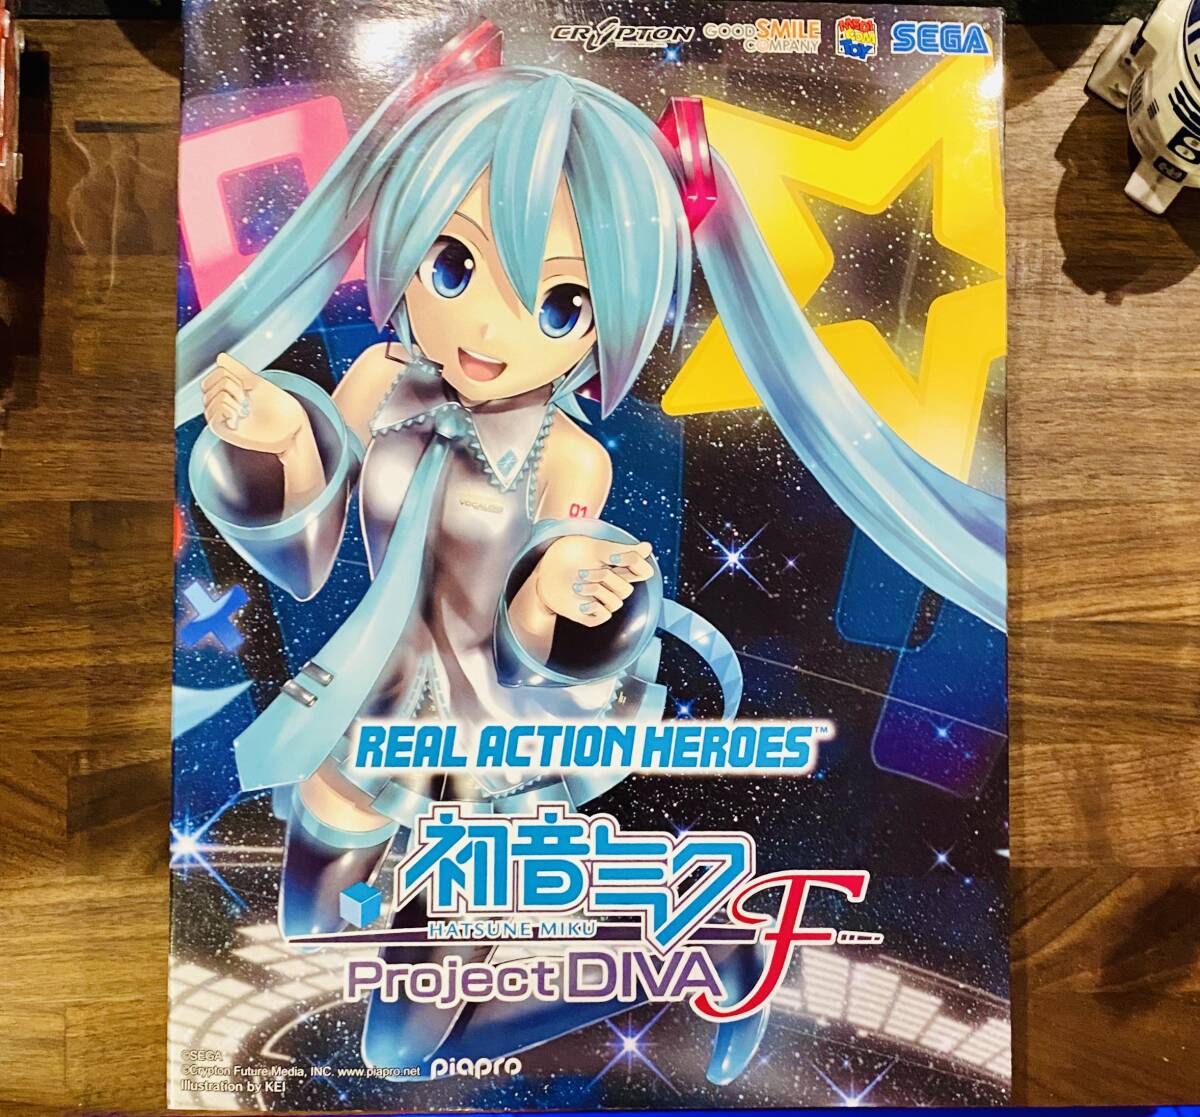 CRYPTON
GOOD SMILE COMPANY
MEDICOM TOY
SEGA
VOCALOID
01
REAL ACTION HEROES™
初音ミク
HATSUNE MIKU
Project DIVA F
©SEGA
©Crypton Future Media, INC. www.piapro.net
piapro
Illustration by KEI